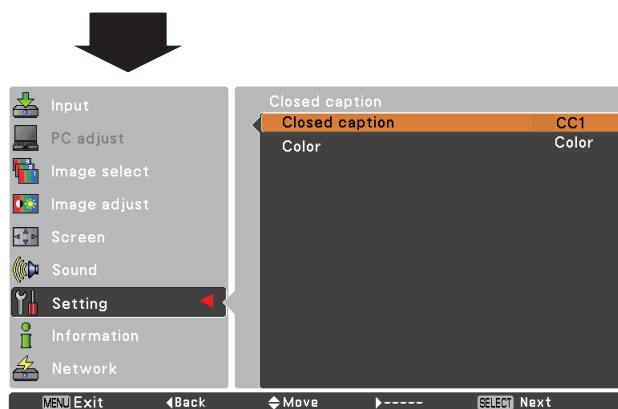 Input
PC adjust
Image select
Image adjust
Screen
Sound
Setting
Information
Network
Closed caption
Closed caption CC1
Color Color
MENU Exit Back Move ----- SELECT Next